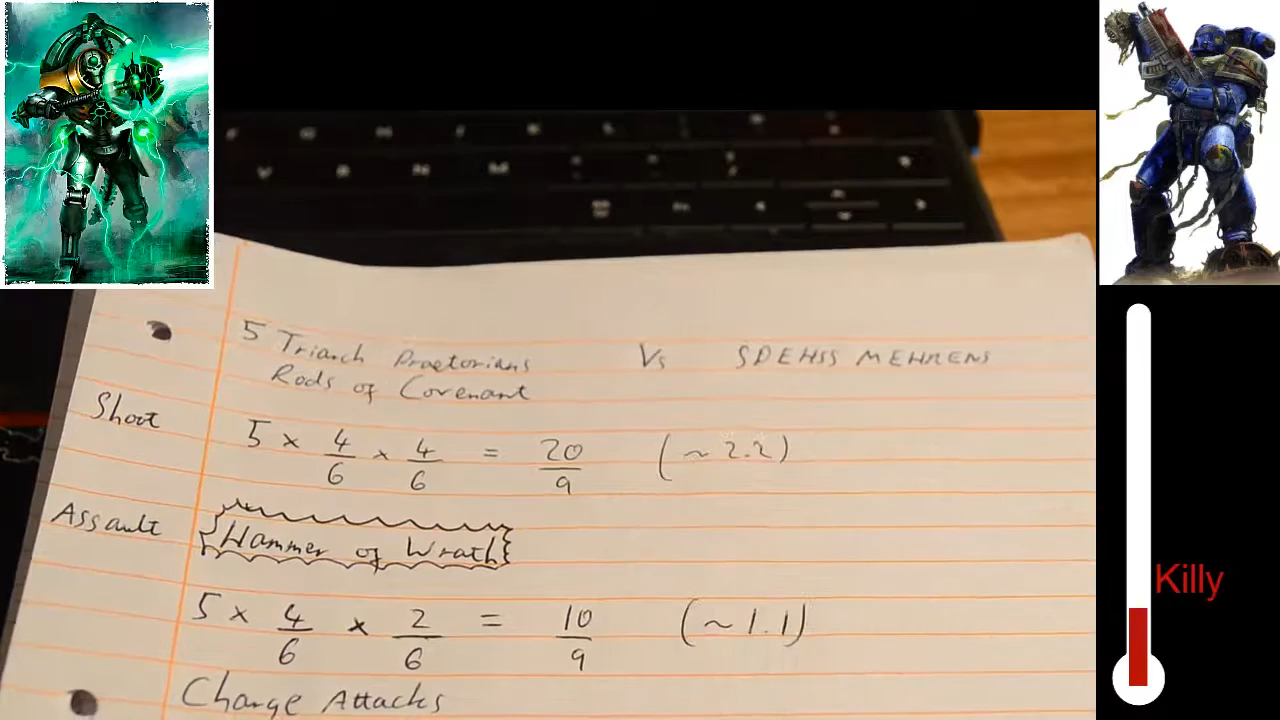 5 Triarch Praetorians Vs SPEHSS MEHRENS
Rods of Covenant
Shoot
5 × 4/6 × 4/6 = 20/9 (~2.2)
Assault
Hammer of Wrath
5 × 4/6 × 2/6 = 10/9 (~1.1)
Charge Attacks
Killy